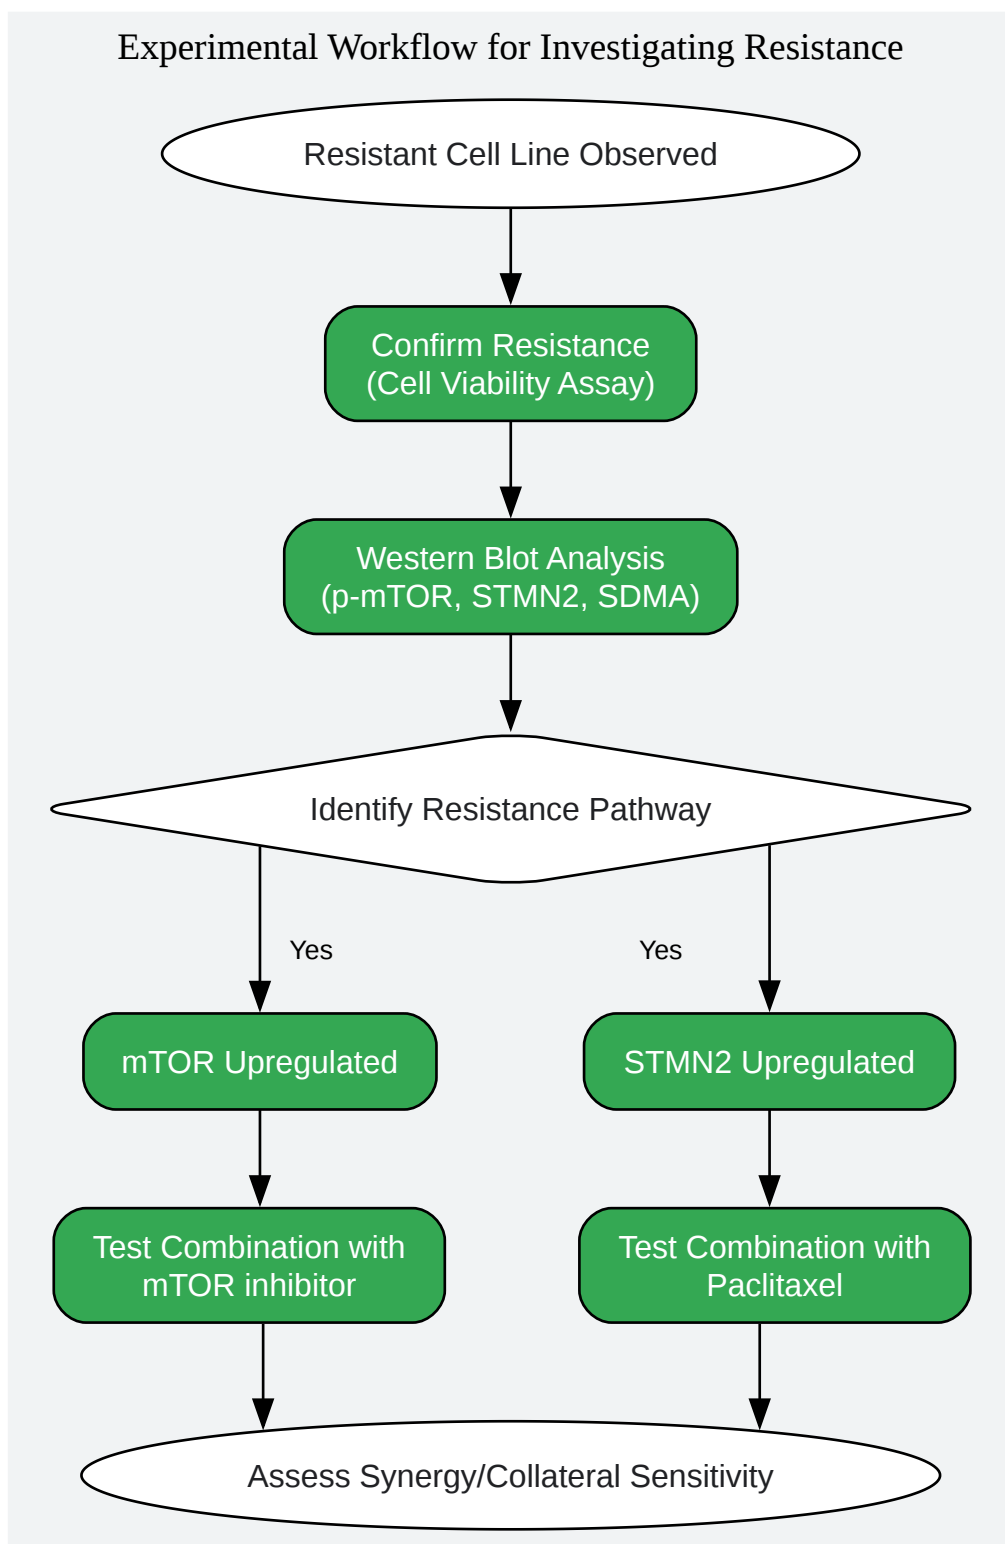 Experimental Workflow for Investigating Resistance
Resistant Cell Line Observed
Confirm Resistance
(Cell Viability Assay)
Western Blot Analysis
(p-mTOR, STMN2, SDMA)
Identify Resistance Pathway
Yes
Yes
mTOR Upregulated
STMN2 Upregulated
Test Combination with
mTOR inhibitor
Test Combination with
Paclitaxel
Assess Synergy/Collateral Sensitivity